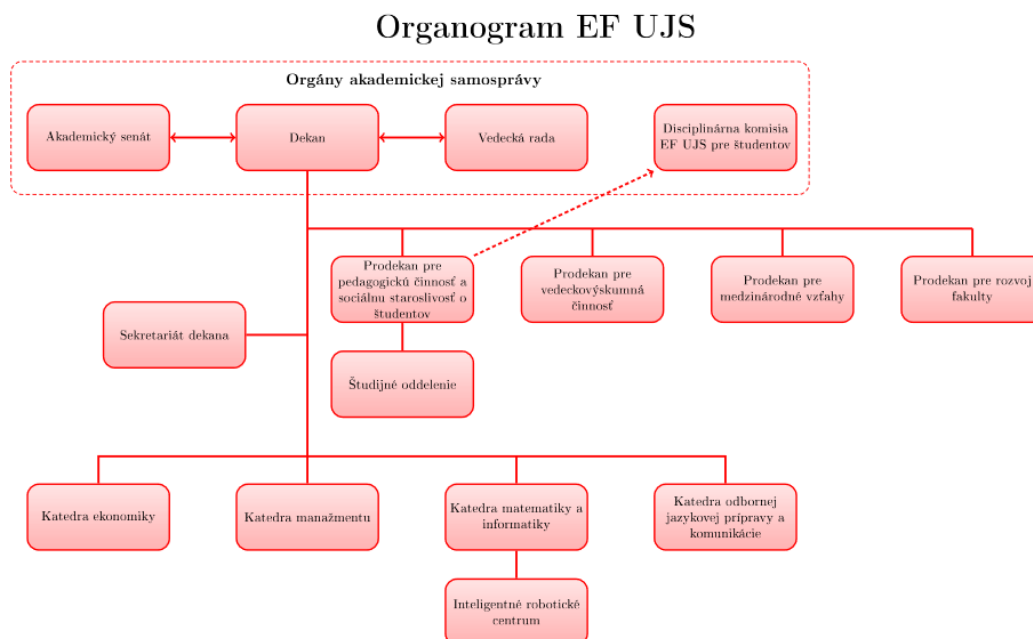 Organogram EF UJS
Orgány akademickej samosprávy
Akademický senát
Dekan
Vedecká rada
Disciplinárna komisia
EF UJS pre študentov
Prodekan pre
pedagogickú činnosť a
sociálnu staroslivosť o
študentov
Prodekan pre
vedeckovýskumná
činnosť
Prodekan pre
medzinárodné vzťahy
Prodekan pre rozvoj
fakulty
Sekretariát dekana
Študijné oddelenie
Katedra ekonomiky
Katedra manažmentu
Katedra matematiky a
informatiky
Katedra odbornej
jazykovej prípravy a
komunikácie
Inteligentné robotické
centrum